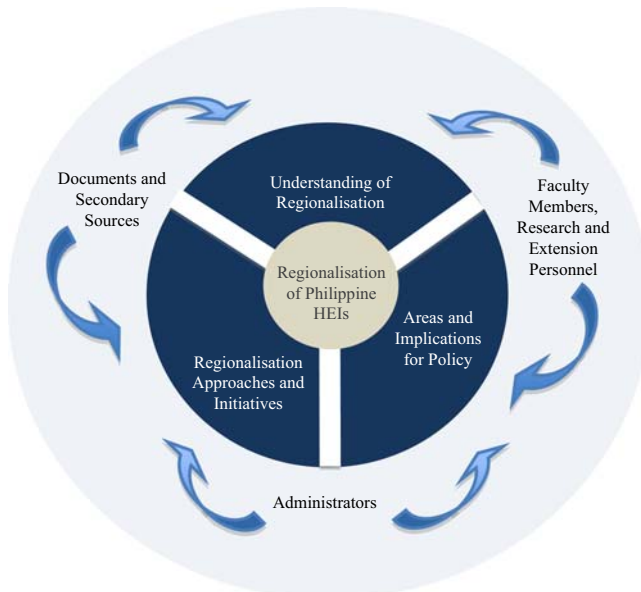 Understanding of
Regionalisation
Documents and
Secondary
Sources
Faculty
Members,
Research and
Extension
Personnel
Regionalisation
of Philippine
HEIs
Areas and
Implications
for Policy
Regionalisation
Approaches and
Initiatives
Administrators